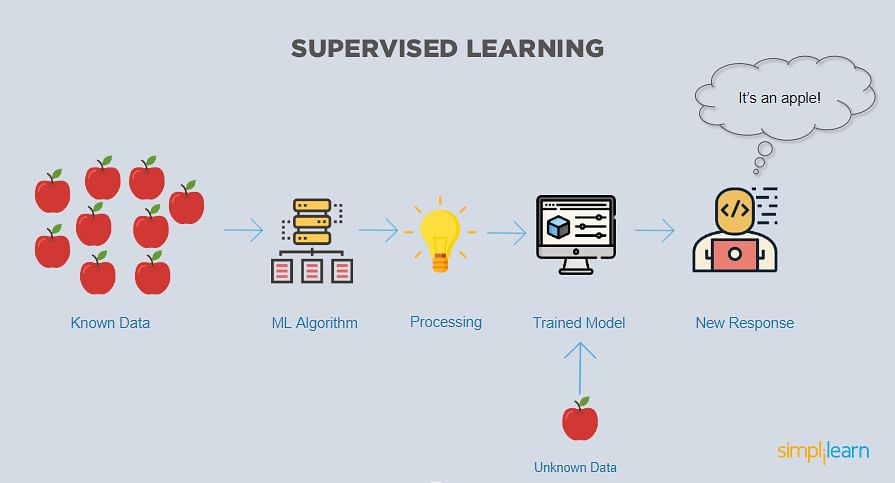 SUPERVISED LEARNING
It's an apple!
</>
Known Data
ML Algorithm
Processing
Trained Model
New Response
Unknown Data
simplilearn